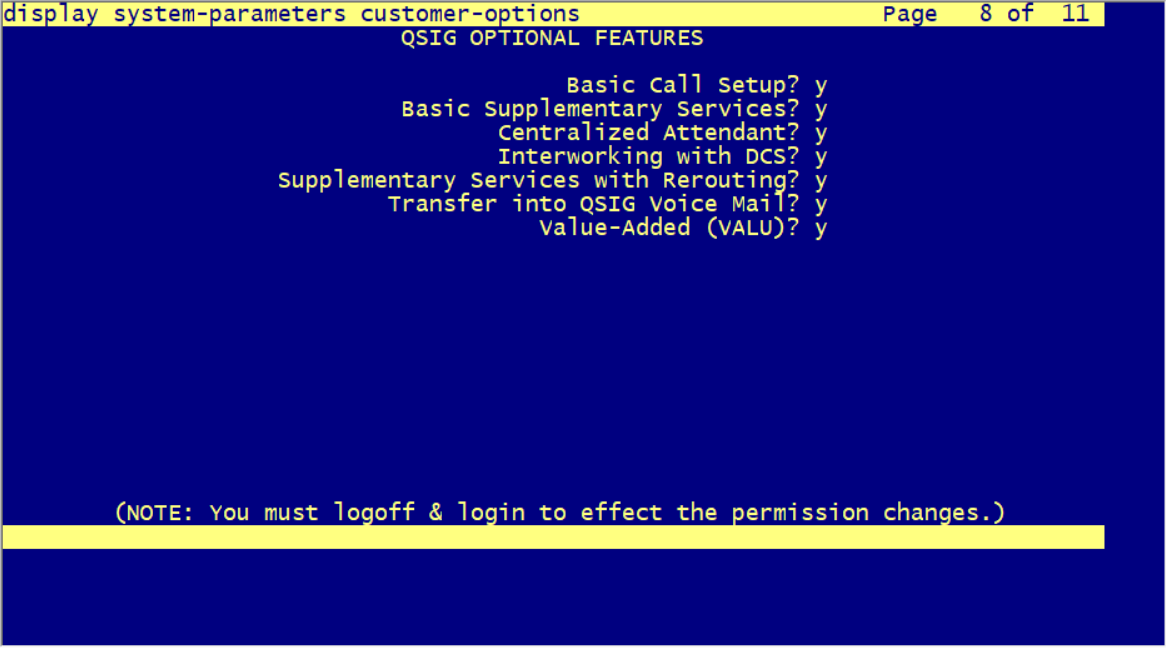 display system-parameters customer-options Page 8 of 11
QSIG OPTIONAL FEATURES
Basic Call Setup? y
Basic Supplementary Services? y
Centralized Attendant? y
Interworking with DCS? y
Supplementary Services with Rerouting? y
Transfer into QSIG Voice Mail? y
Value-Added (VALU)? y
(NOTE: You must logoff & login to effect the permission changes.)